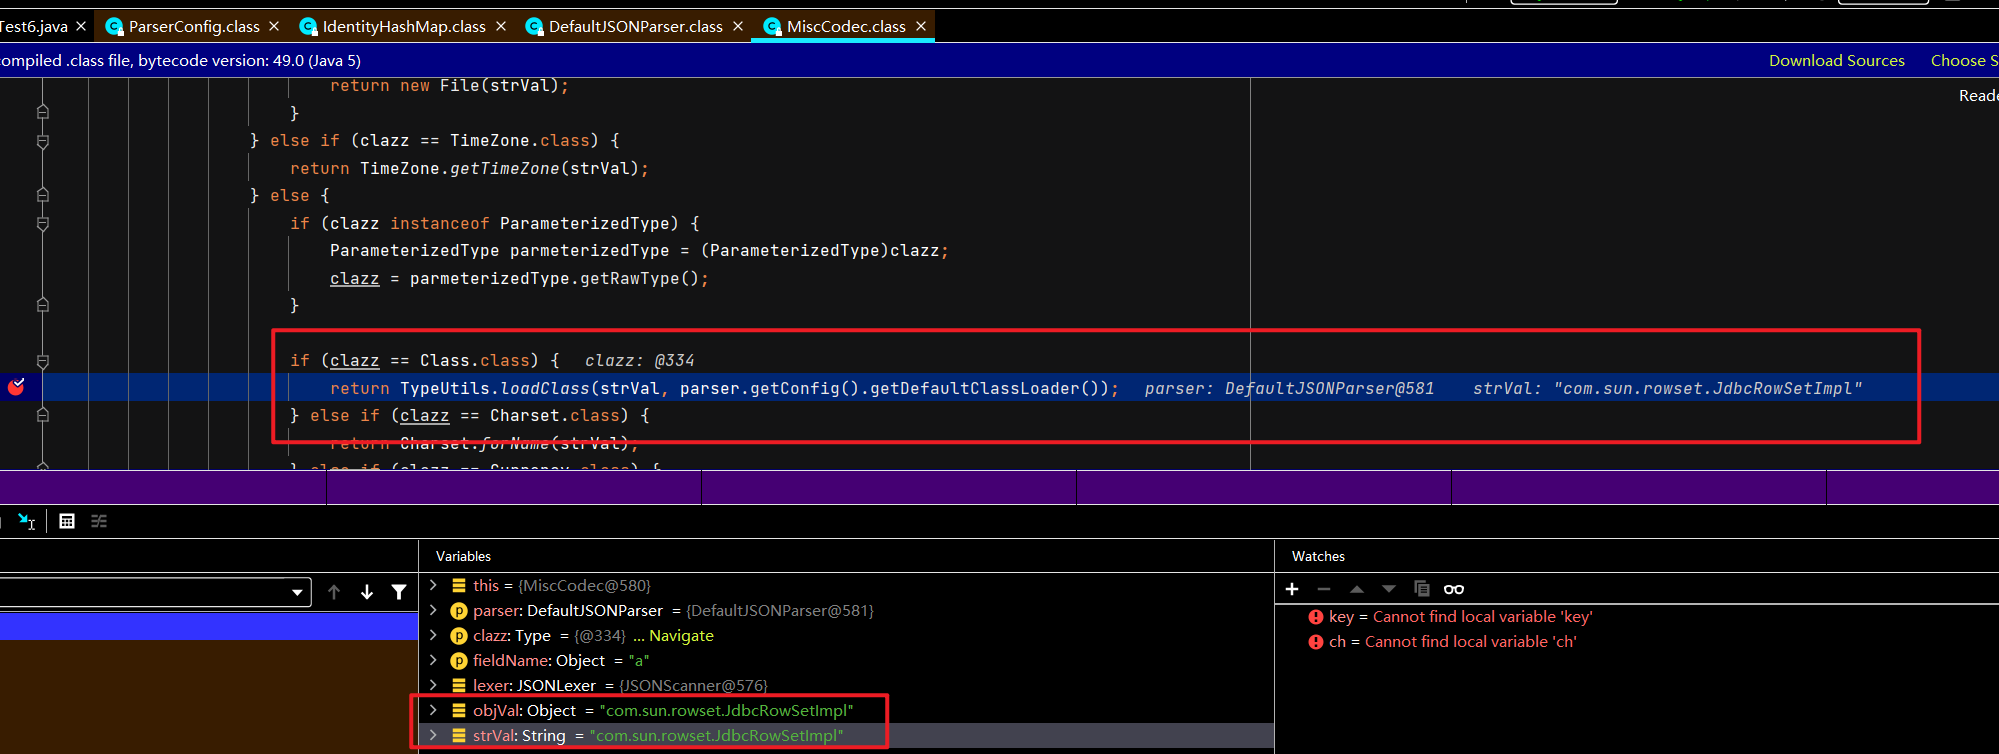 Test6.java
ParserConfig.class
IdentityHashMap.class
DefaultJSONParser.class
MiscCodec.class
compiled .class file, bytecode version: 49.0 (Java 5)
Download Sources
Choose S
return new File(strVal);
Reade
}
} else if (clazz == TimeZone.class) {
return TimeZone.getTimeZone(strVal);
} else {
if (clazz instanceof ParameterizedType) {
ParameterizedType parmeterizedType = (ParameterizedType)clazz;
clazz = parmeterizedType.getRawType();
}
if (clazz == Class.class) { clazz: @334
return TypeUtils.loadClass(strVal, parser.getConfig().getDefaultClassLoader()); parser: DefaultJSONParser@581 strVal: "com.sun.rowset.JdbcRowSetImpl"
} else if (clazz == Charset.class) {
return Charset.forName(strVal);
} else if (clazz == Currency.class) {
Variables
Watches
this = {MiscCodec@580}
parser: DefaultJSONParser = {DefaultJSONParser@581}
clazz: Type = {@334} ... Navigate
fieldName: Object = "a"
lexer: JSONLexer = {JSONScanner@576}
objVal: Object = "com.sun.rowset.JdbcRowSetImpl"
strVal: String = "com.sun.rowset.JdbcRowSetImpl"
key = Cannot find local variable 'key'
ch = Cannot find local variable 'ch'